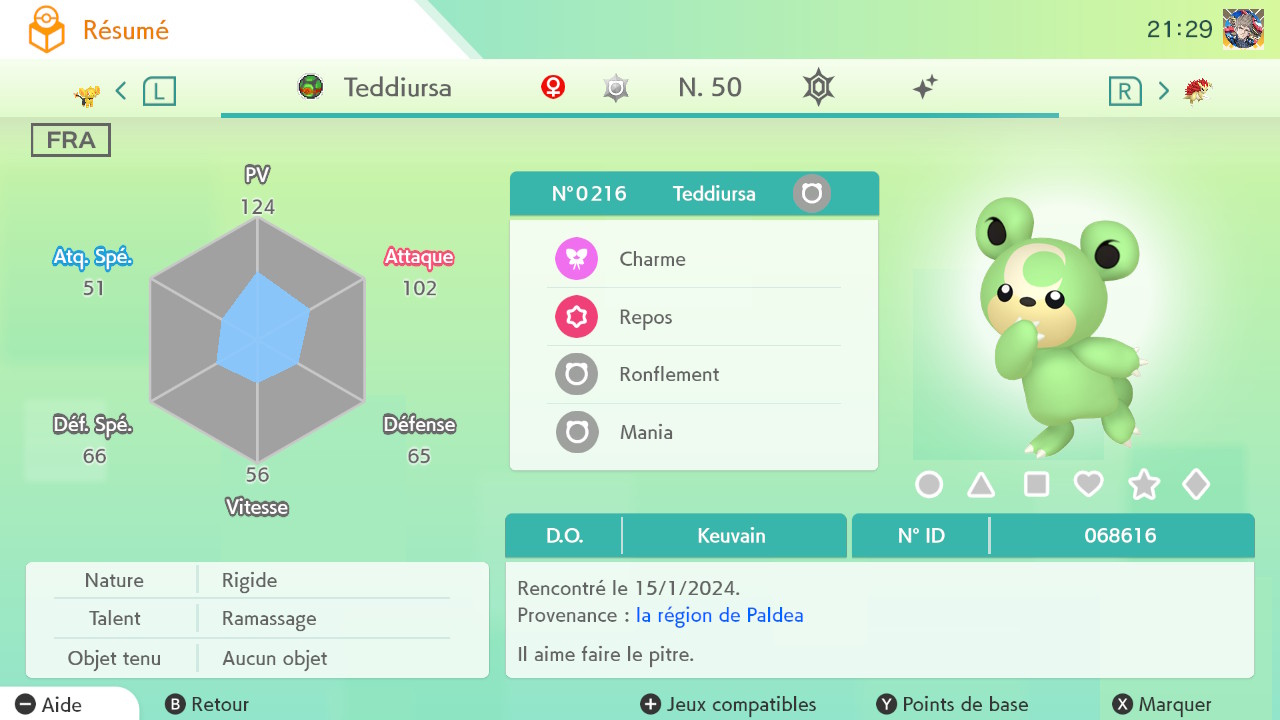 Résumé
21:29
L
Teddiursa
N. 50
R
FRA
PV
124
Atq. Spé.
51
Attaque
102
Déf. Spé.
66
Défense
65
56
Vitesse
N°0216 Teddiursa
Charme
Repos
Ronflement
Mania
D.O. Keuvain
N° ID 068616
Nature Rigide
Talent Ramassage
Objet tenu Aucun objet
Rencontré le 15/1/2024.
Provenance : la région de Paldea
Il aime faire le pitre.
Aide
B Retour
Jeux compatibles
Y Points de base
X Marquer